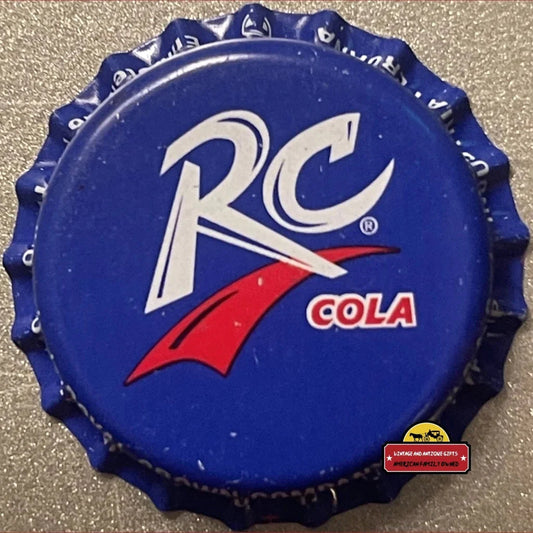 RC®
COLA
VINTAGE AND ANTIQUE GIFTS
AMERICAN FAMILY OWNED